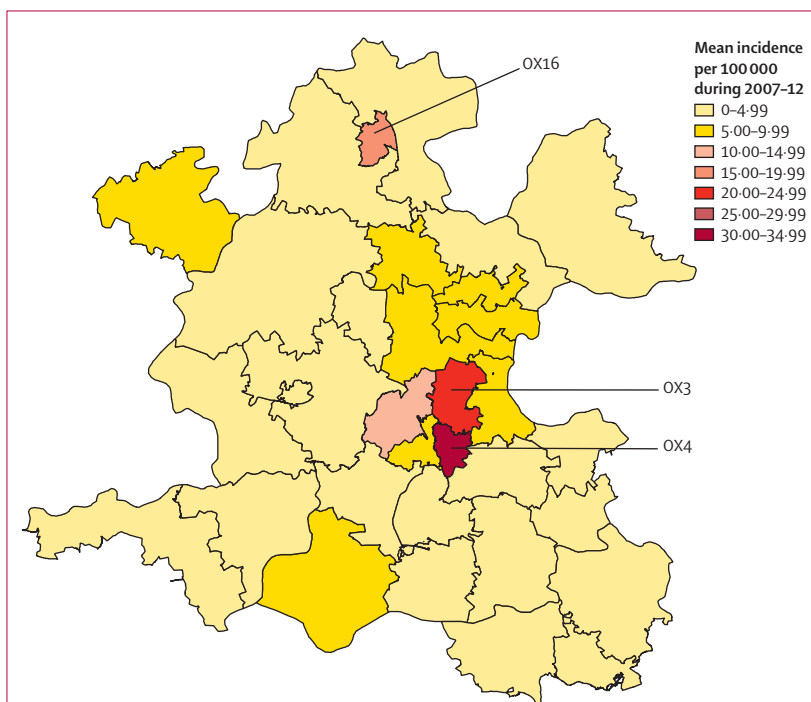 Mean incidence
per 100 000
during 2007–12
0–4·99
5·00–9·99
10·00–14·99
15·00–19·99
20·00–24·99
25·00–29·99
30·00–34·99
OX16
OX3
OX4